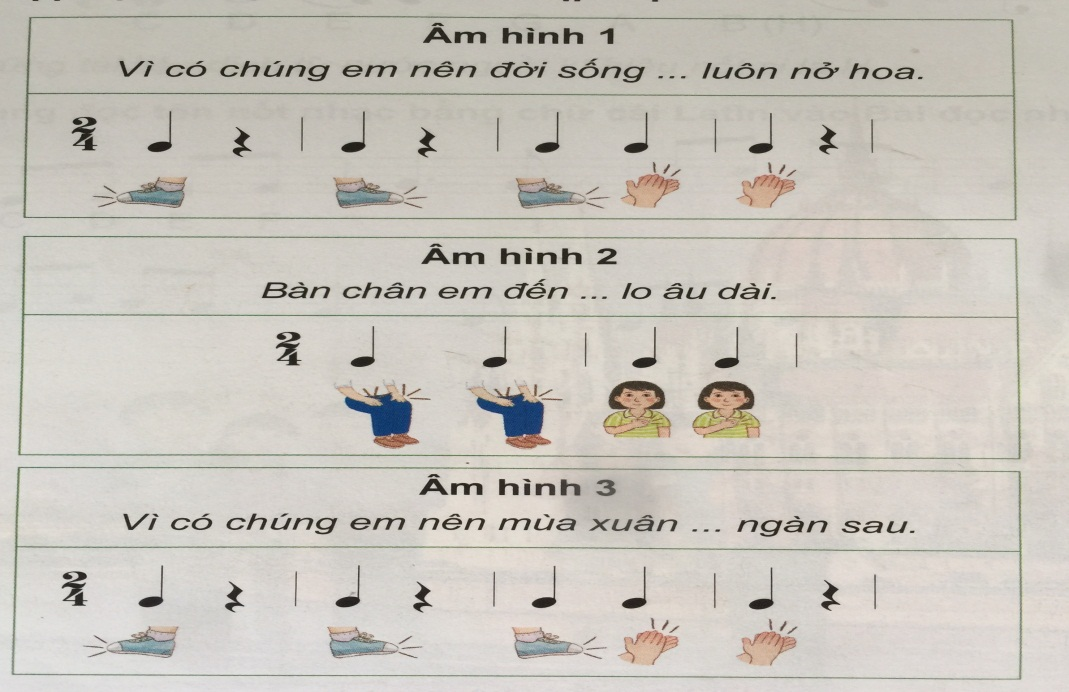 Âm hình 1
Vì có chúng em nên đời sống ... luôn nở hoa.
2
4
Âm hình 2
Bàn chân em đến ... lo âu dài.
2
4
Âm hình 3
Vì có chúng em nên mùa xuân ... ngàn sau.
2
4